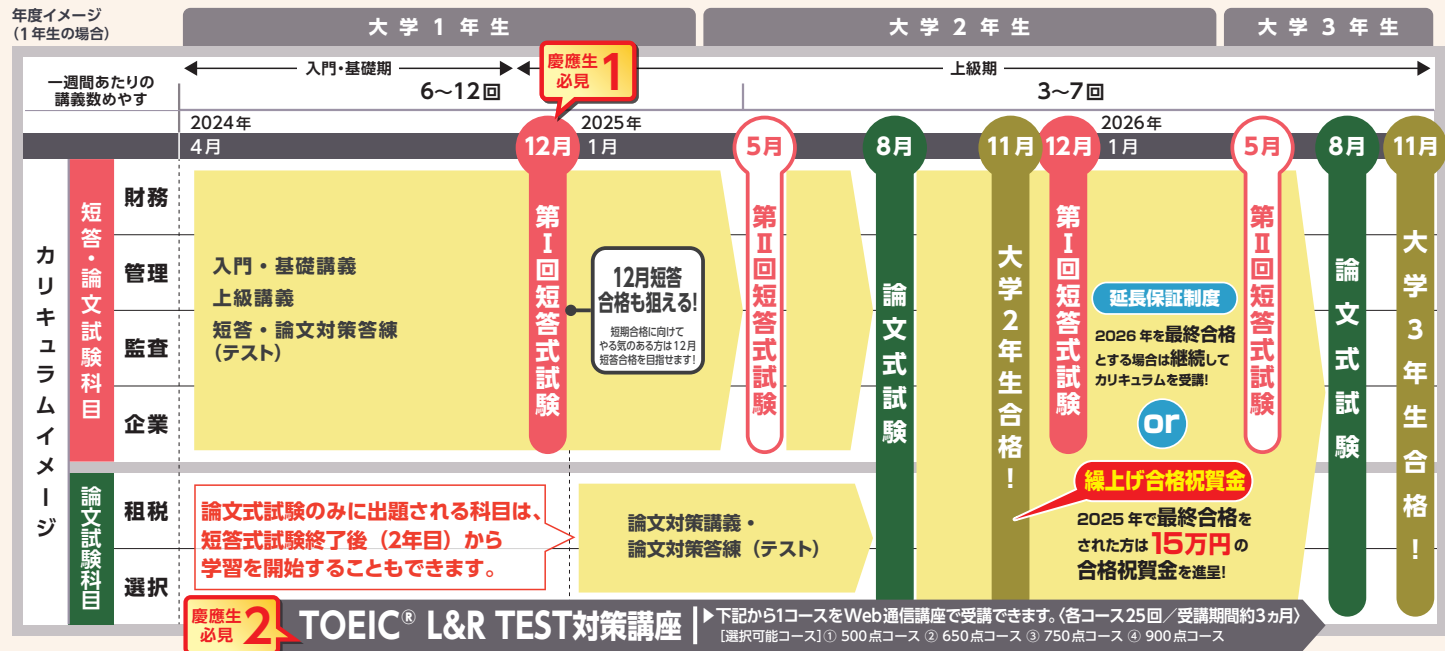 年度イメージ
(1年生の場合)
大学1年生
大学2年生
大学3年生
一週間あたりの
講義数めやす
入門・基礎期
6〜12回
慶應生
必見 1
上級期
3〜7回
2024年
4月
12月
2025年
1月
5月
8月
11月
12月
2026年
1月
5月
8月
11月
カリキュラムイメージ
短答・論文試験科目
財務
管理
監査
企業
論文試験科目
租税
選択
入門・基礎講義
上級講義
短答・論文対策答練
(テスト)
第Ⅰ回短答式試験
12月短答
合格も狙える!
短期合格に向けて
やる気のある方は12月
短答合格を目指せます!
第Ⅱ回短答式試験
論文式試験
大学2年生合格!
第Ⅰ回短答式試験
延長保証制度
2026年を最終合格
とする場合は継続して
カリキュラムを受講!
or
繰上げ合格祝賀金
2025年で最終合格を
された方は15万円の
合格祝賀金を進呈!
第Ⅱ回短答式試験
論文式試験
大学3年生合格!
論文式試験のみに出題される科目は、
短答式試験終了後(2年目)から
学習を開始することもできます。
論文対策講義・
論文対策答練(テスト)
慶應生
必見 2
TOEIC® L&R TEST対策講座
▶下記から1コースをWeb通信講座で受講できます。〈各コース25回/受講期間約3ヵ月〉
[選択可能コース]① 500点コース ② 650点コース ③ 750点コース ④ 900点コース